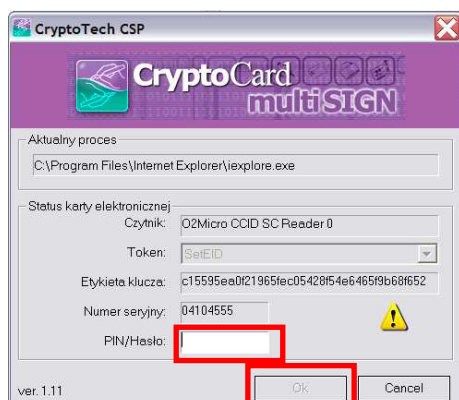 CryptoTech CSP
CryptoCard
multiSIGN
Aktualny proces
C:\Program Files\Internet Explorer\iexplore.exe
Status karty elektronicznej
Czytnik: O2Micro CCID SC Reader 0
Token: SetEID
Etykieta klucza: c15595ea0f21965fec05428f54e6465f9b68f652
Numer seryjny: 04104555
PIN/Hasło:
ver. 1.11 Ok Cancel